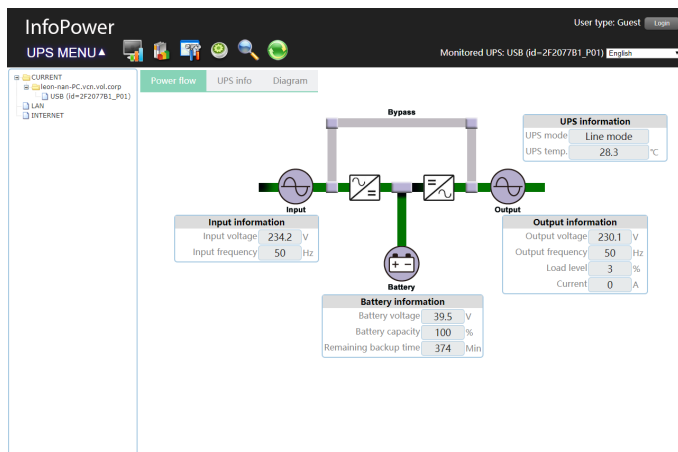 InfoPower
User type: Guest Login
UPS MENU▲
Monitored UPS: USB (id=2F2077B1_P01) English
CURRENT
leon-nan-PC.vcn.vol.corp
USB (id=2F2077B1_P01)
LAN
INTERNET
Power flow UPS info Diagram
Bypass
UPS information
UPS mode Line mode
UPS temp. 28.3 °C
Input
Output
Input information
Input voltage 234.2 V
Input frequency 50 Hz
Output information
Output voltage 230.1 V
Output frequency 50 Hz
Load level 3 %
Current 0 A
Battery
Battery information
Battery voltage 39.5 V
Battery capacity 100 %
Remaining backup time 374 Min